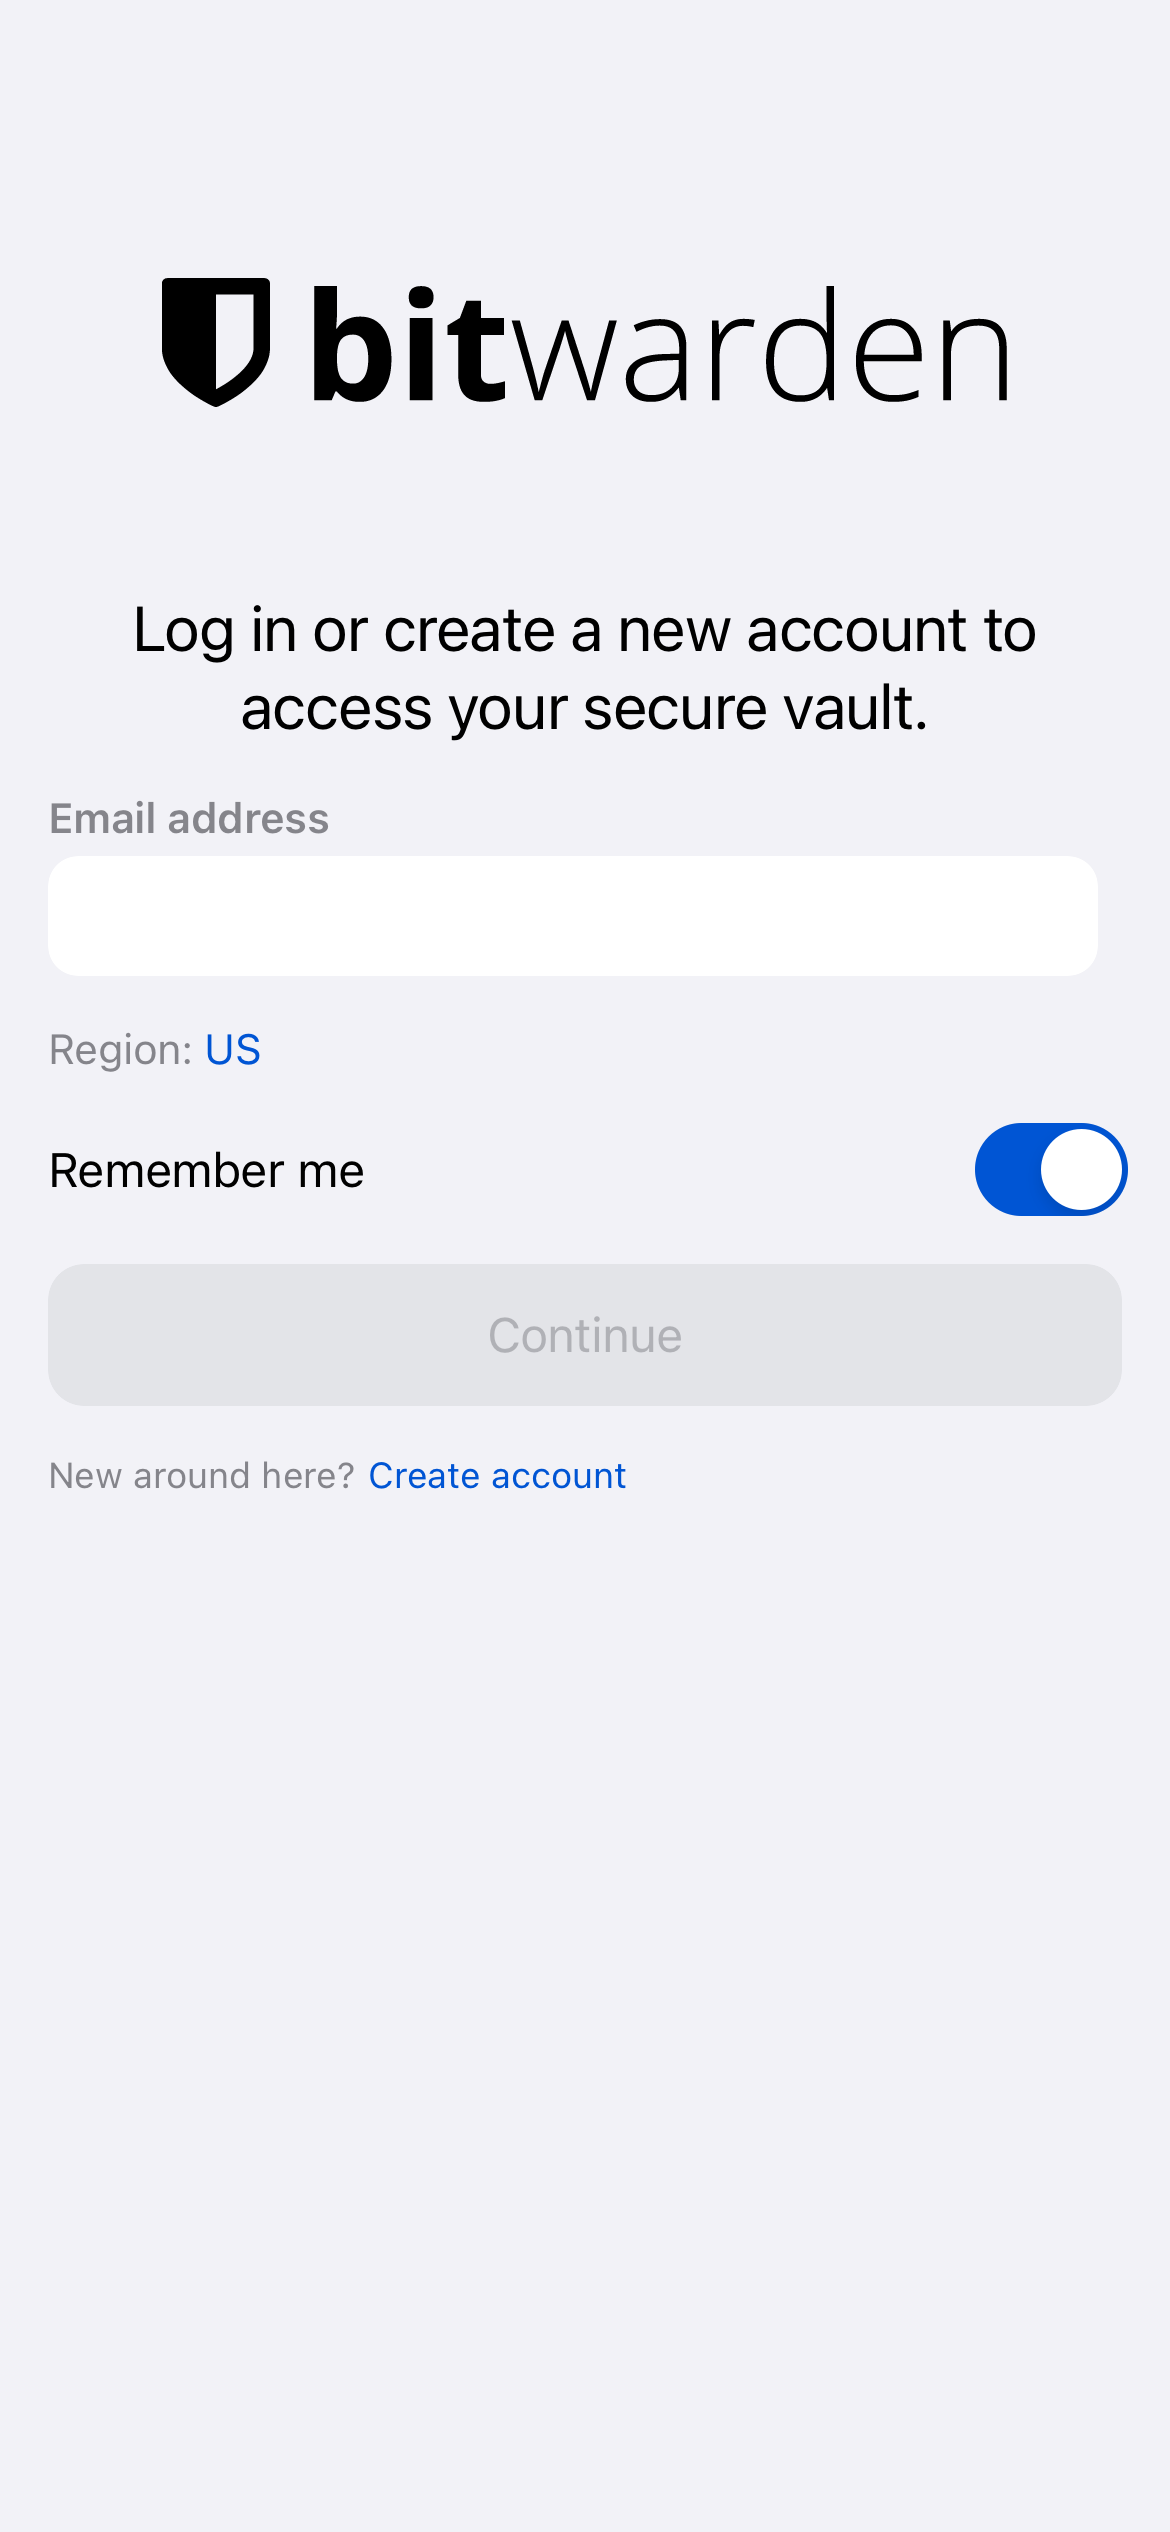 bitwarden
Log in or create a new account to
access your secure vault.
Email address
Region: US
Remember me
Continue
New around here? Create account